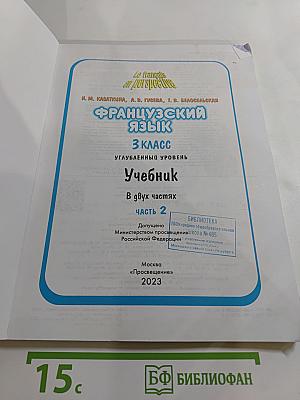 Le français
en perspective
Н. М. КАСАТКИНА, А. В. ГУСЕВА, Т. В. БЕЛОСЕЛЬСКАЯ
ФРАНЦУЗСКИЙ
ЯЗЫК
3 КЛАСС
УГЛУБЛЕННЫЙ УРОВЕНЬ
Учебник
В двух частях
ЧАСТЬ 2
Допущено
Министерством просвещения
Российской Федерации
БИБЛИОТЕКА
Москва
«Просвещение»
2023
15 с
БФ БИБЛИОФАН